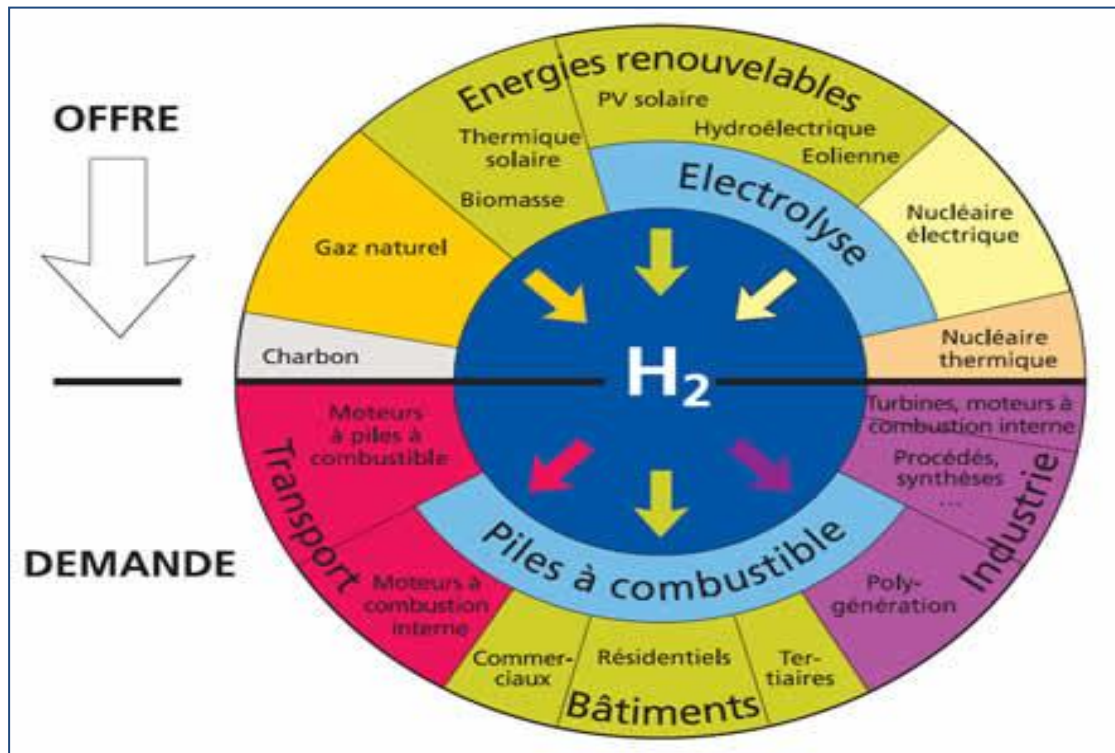 OFFRE
Energies renouvelables
PV solaire
Hydroélectrique
Eolienne
Thermique
solaire
Biomasse
Electrolyse
Nucléaire
électrique
Gaz naturel
Charbon
Nucléaire
thermique
H2
DEMANDE
Transport
Moteurs
à piles à
combustible
Moteurs à
combustion
interne
Piles à combustible
Turbines, moteurs à
combustion interne
Procédés,
synthèses
...
Industrie
Poly-
génération
Commer-
ciaux
Résidentiels
Ter-
tiaires
Bâtiments